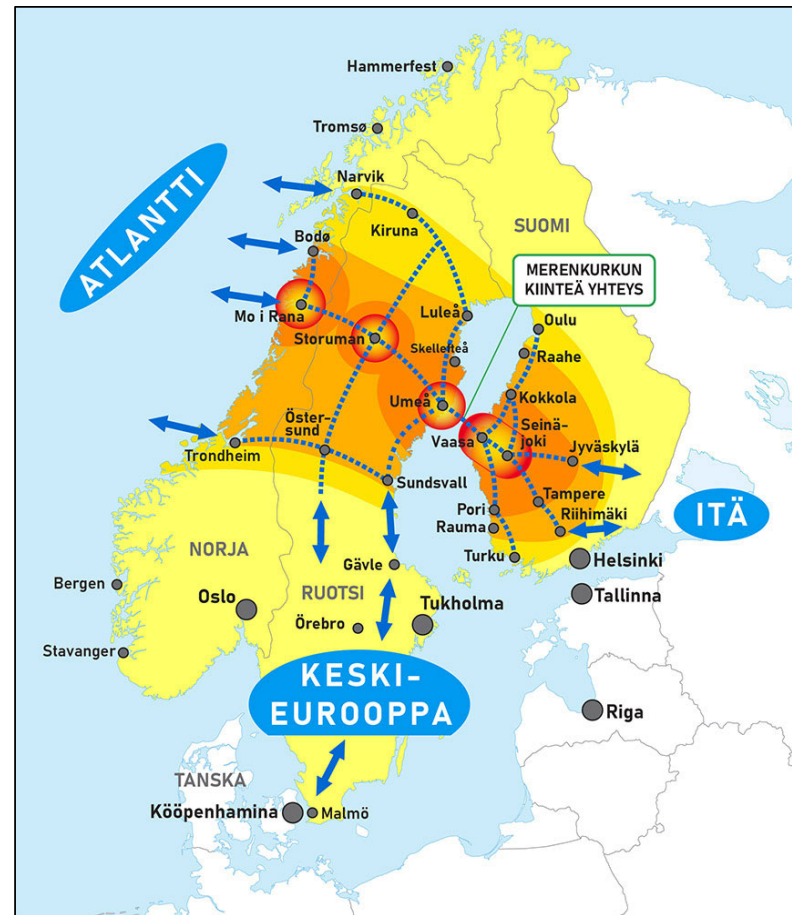 Hammerfest
Tromsø
ATLANTTI
Narvik
Kiruna
SUOMI
Bodø
MERENKURKUN
KIINTEÄ YHTEYS
Mo i Rana
Luleå
Oulu
Storuman
Skellefteå
Raahe
Umeå
Kokkola
Öster-
sund
Vaasa
Seinä-
joki
Trondheim
Jyväskylä
Sundsvall
Tampere
Pori
Riihimäki
Rauma
ITÄ
NORJA
Turku
Gävle
Helsinki
Bergen
Oslo
RUOTSI
Tallinna
Tukholma
Örebro
Stavanger
KESKI-
EUROOPPA
Riga
TANSKA
Kööpenhamina
Malmö